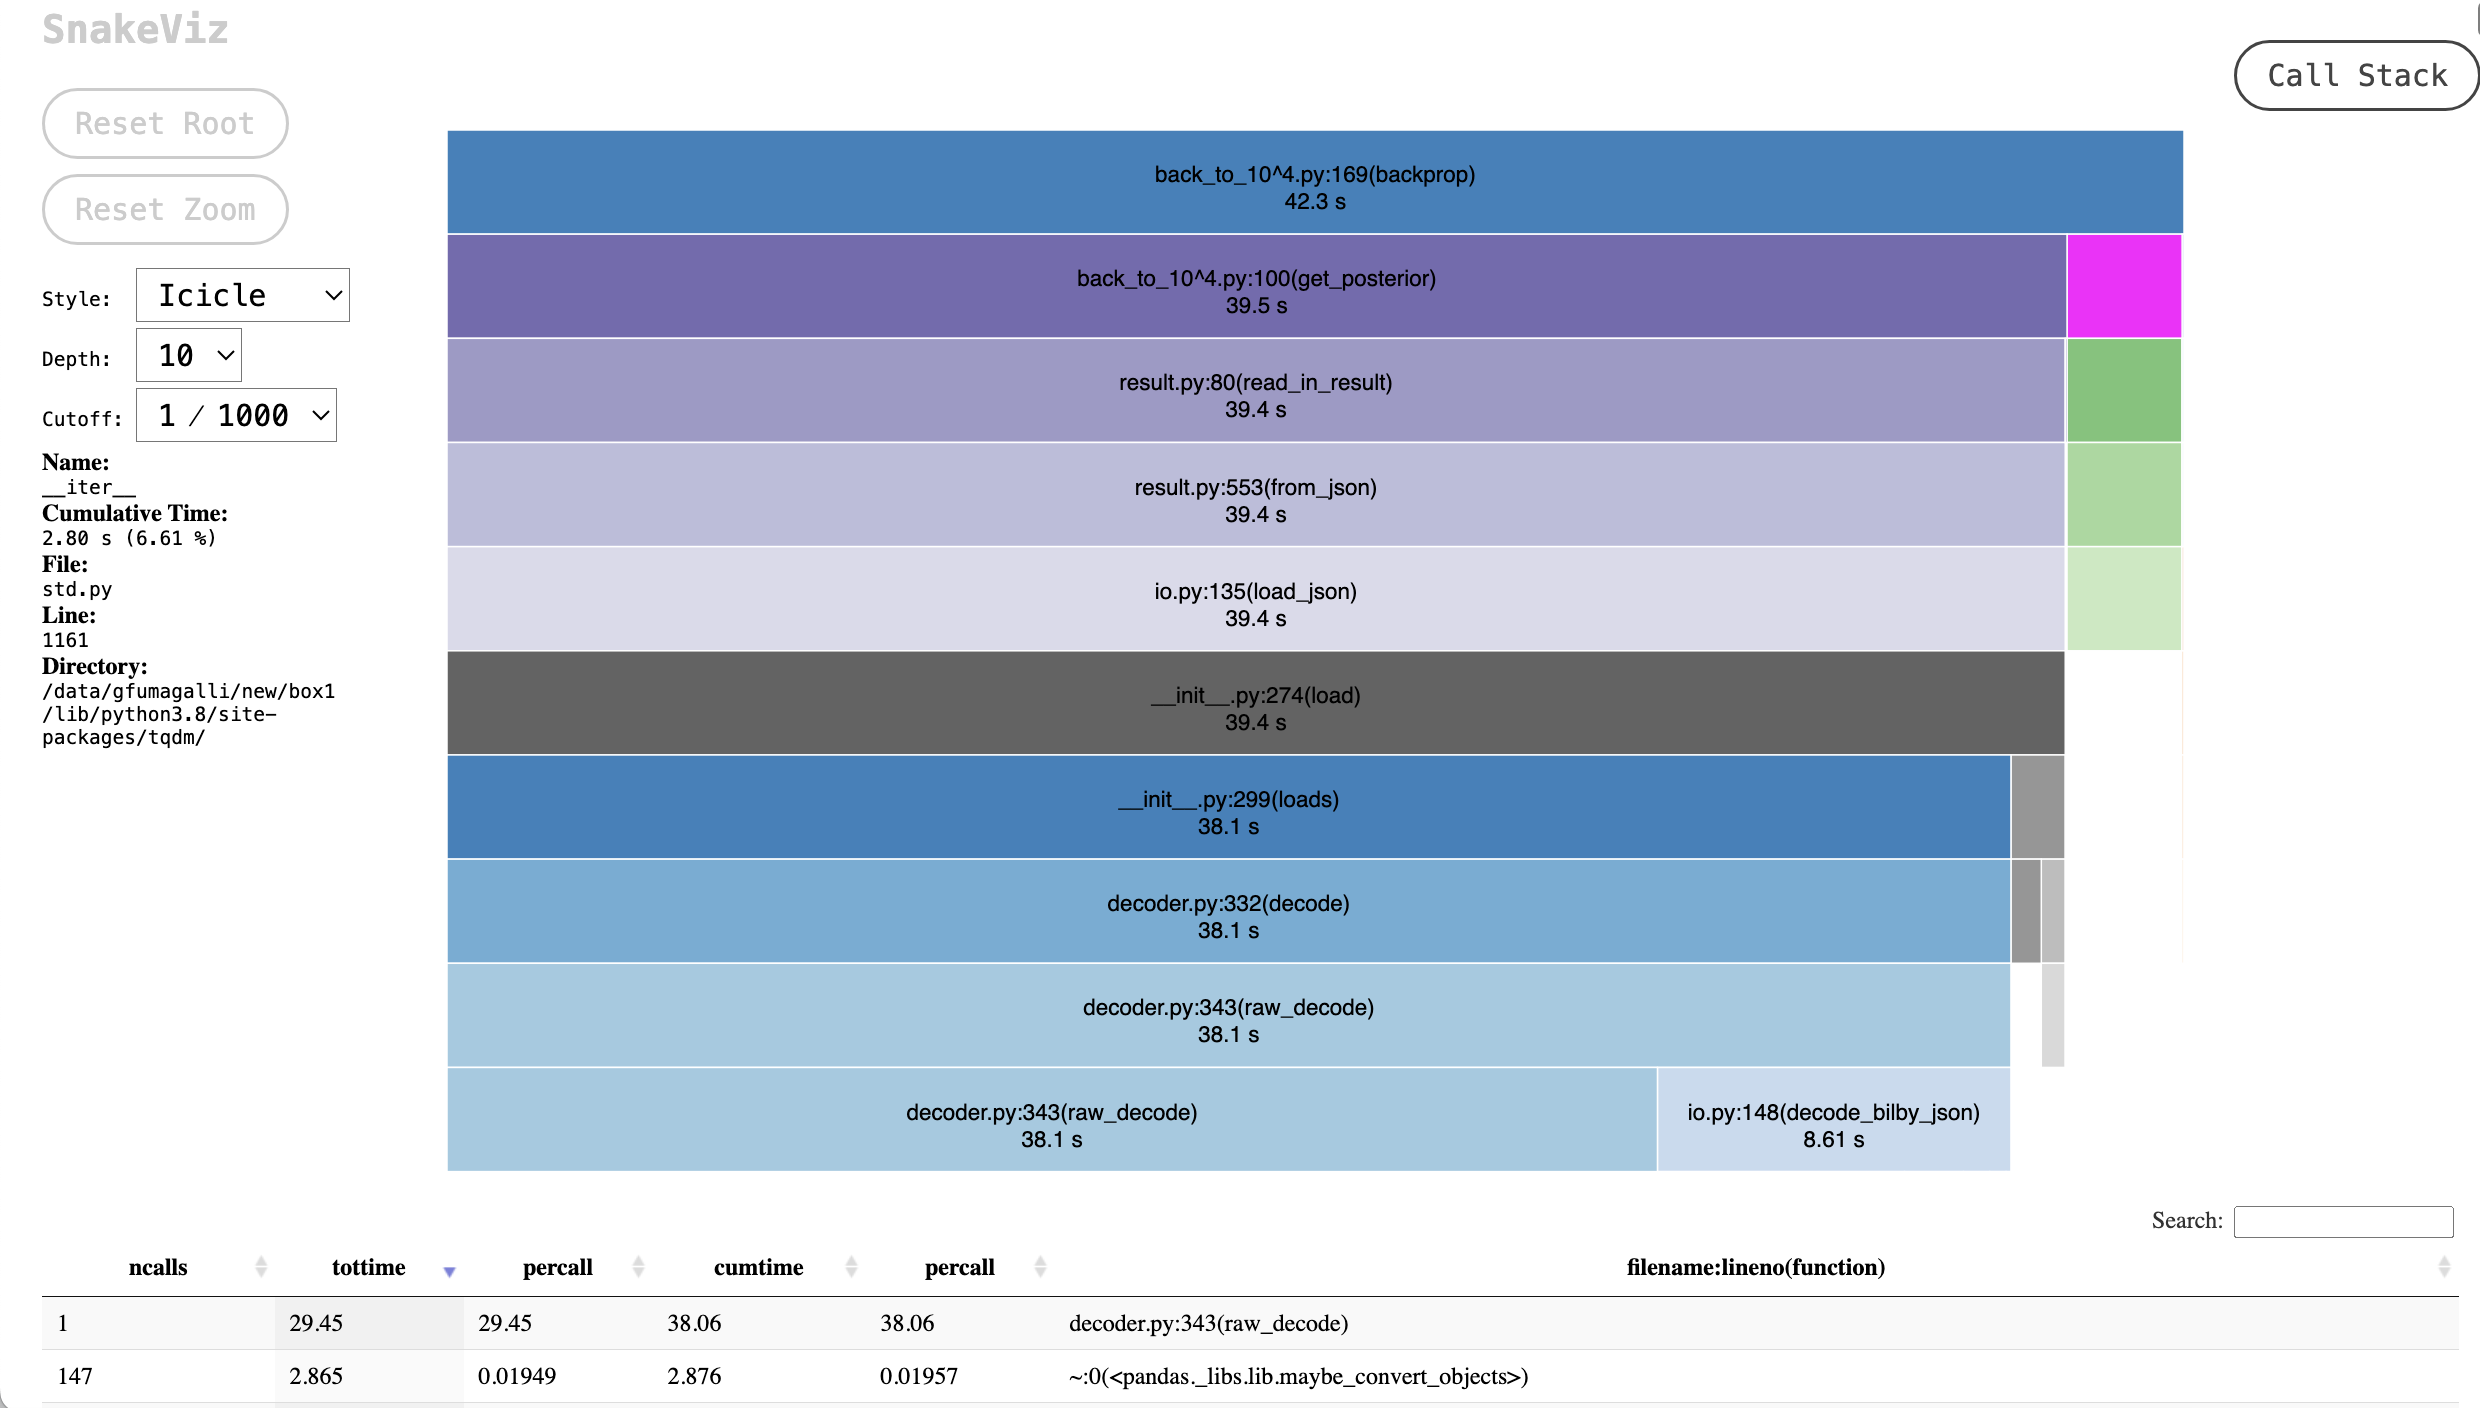 SnakeViz
Call Stack
Reset Root
Reset Zoom
Style: Icicle
Depth: 10
Cutoff: 1 / 1000
Name:
__iter__
Cumulative Time:
2.80 s (6.61 %)
File:
std.py
Line:
1161
Directory:
/data/gfumagalli/new/box1
/lib/python3.8/site-
packages/tqdm/
back_to_10^4.py:169(backprop)
42.3 s
back_to_10^4.py:100(get_posterior)
39.5 s
result.py:80(read_in_result)
39.4 s
result.py:553(from_json)
39.4 s
io.py:135(load_json)
39.4 s
__init__.py:274(load)
39.4 s
__init__.py:299(loads)
38.1 s
decoder.py:332(decode)
38.1 s
decoder.py:343(raw_decode)
38.1 s
decoder.py:343(raw_decode)
38.1 s
io.py:148(decode_bilby_json)
8.61 s
Search:
ncalls tottime percall cumtime percall filename:lineno(function)
1 29.45 29.45 38.06 38.06 decoder.py:343(raw_decode)
147 2.865 0.01949 2.876 0.01957 ~:0(<pandas._libs.lib.maybe_convert_objects>)